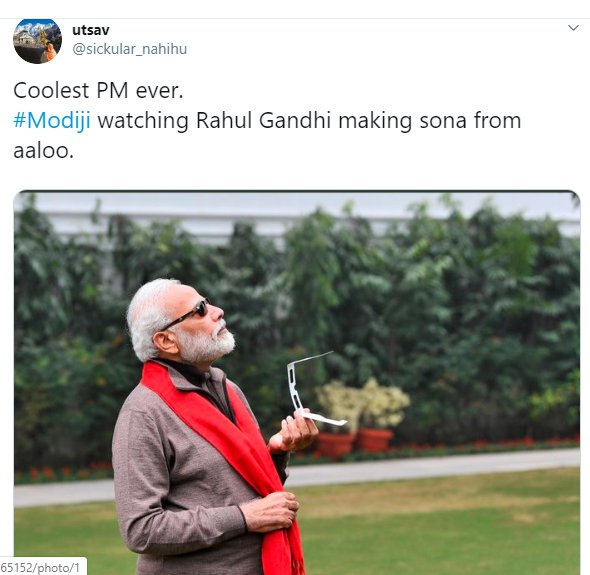 utsav
@sickular_nahihu
Coolest PM ever.
#Modiji watching Rahul Gandhi making sona from
aaloo.
65152/photo/1